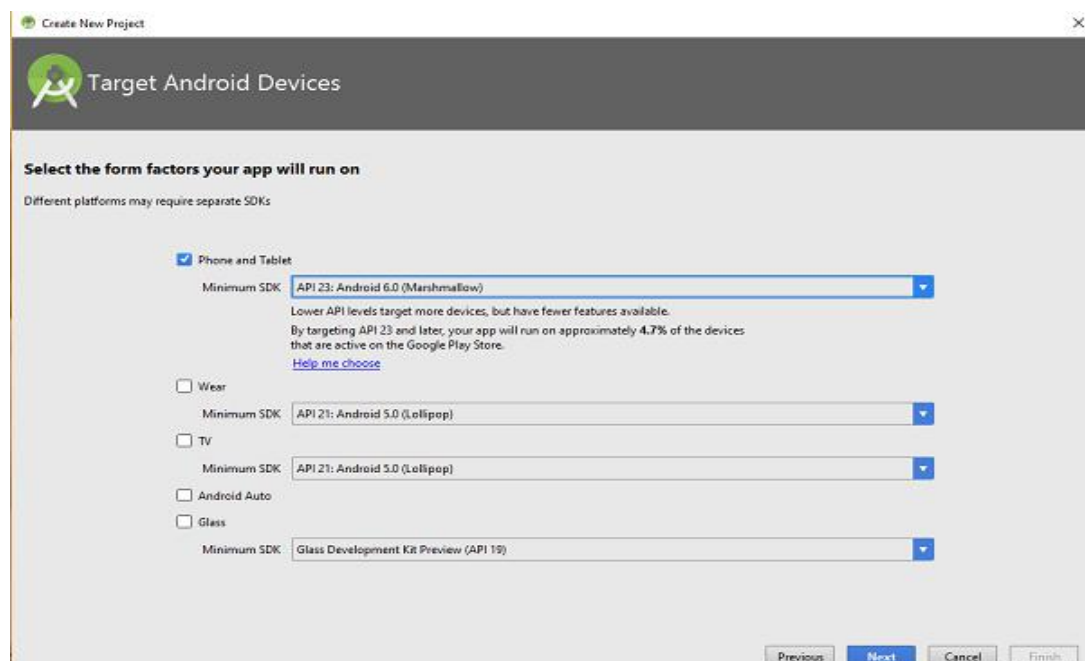 Create New Project
Target Android Devices
Select the form factors your app will run on
Different platforms may require separate SDKs
Phone and Tablet
Minimum SDK API 23: Android 6.0 (Marshmallow)
Lower API levels target more devices, but have fewer features available.
By targeting API 23 and later, your app will run on approximately 4.7% of the devices
that are active on the Google Play Store.
Help me choose
Wear
Minimum SDK API 21: Android 5.0 (Lollipop)
TV
Minimum SDK API 21: Android 5.0 (Lollipop)
Android Auto
Glass
Minimum SDK Glass Development Kit Preview (API 19)
Previous Next Cancel Finish